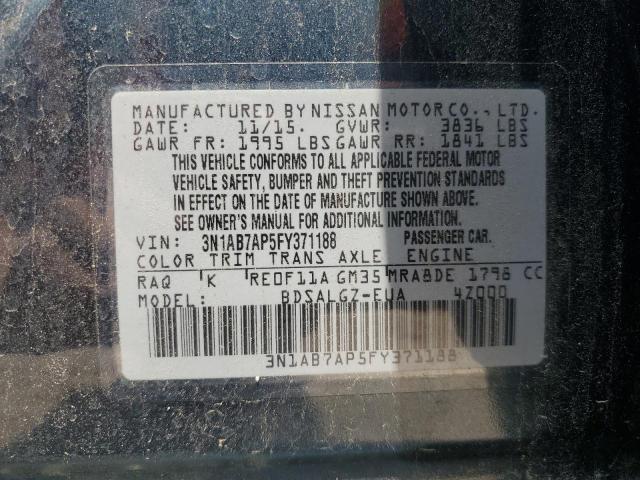 MANUFACTURED BY NISSAN MOTOR CO., LTD.
DATE: 11/15. GVWR: 3836 LBS
GAWR FR: 1995 LBS GAWR RR: 1841 LBS
THIS VEHICLE CONFORMS TO ALL APPLICABLE FEDERAL MOTOR
VEHICLE SAFETY, BUMPER AND THEFT PREVENTION STANDARDS
IN EFFECT ON THE DATE OF MANUFACTURE SHOWN ABOVE.
SEE OWNER'S MANUAL FOR ADDITIONAL INFORMATION.
VIN: 3N1AB7AP5FY371188 PASSENGER CAR.
COLOR TRIM TRANS AXLE ENGINE
RAQ K RE0F11A GM35 MRA8DE 1798 CC
MODEL: BDSALGZ-EUA 4Z000
3N1AB7AP5FY371188